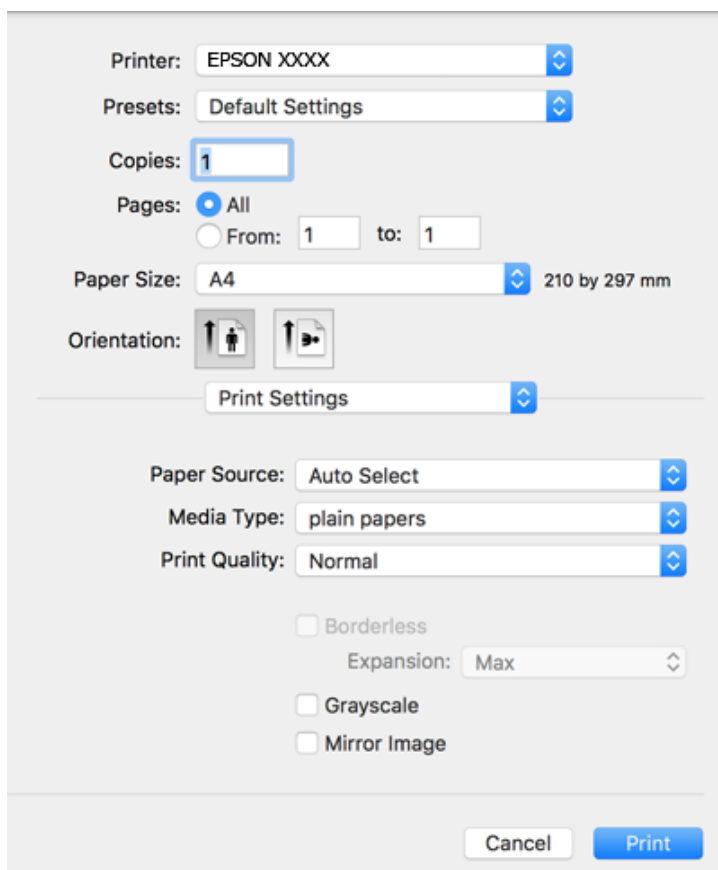 Printer: EPSON XXXX
Presets: Default Settings
Copies: 1
Pages: All
From: 1 to: 1
Paper Size: A4 210 by 297 mm
Orientation:
Print Settings
Paper Source: Auto Select
Media Type: plain papers
Print Quality: Normal
Borderless
Expansion: Max
Grayscale
Mirror Image
Cancel Print